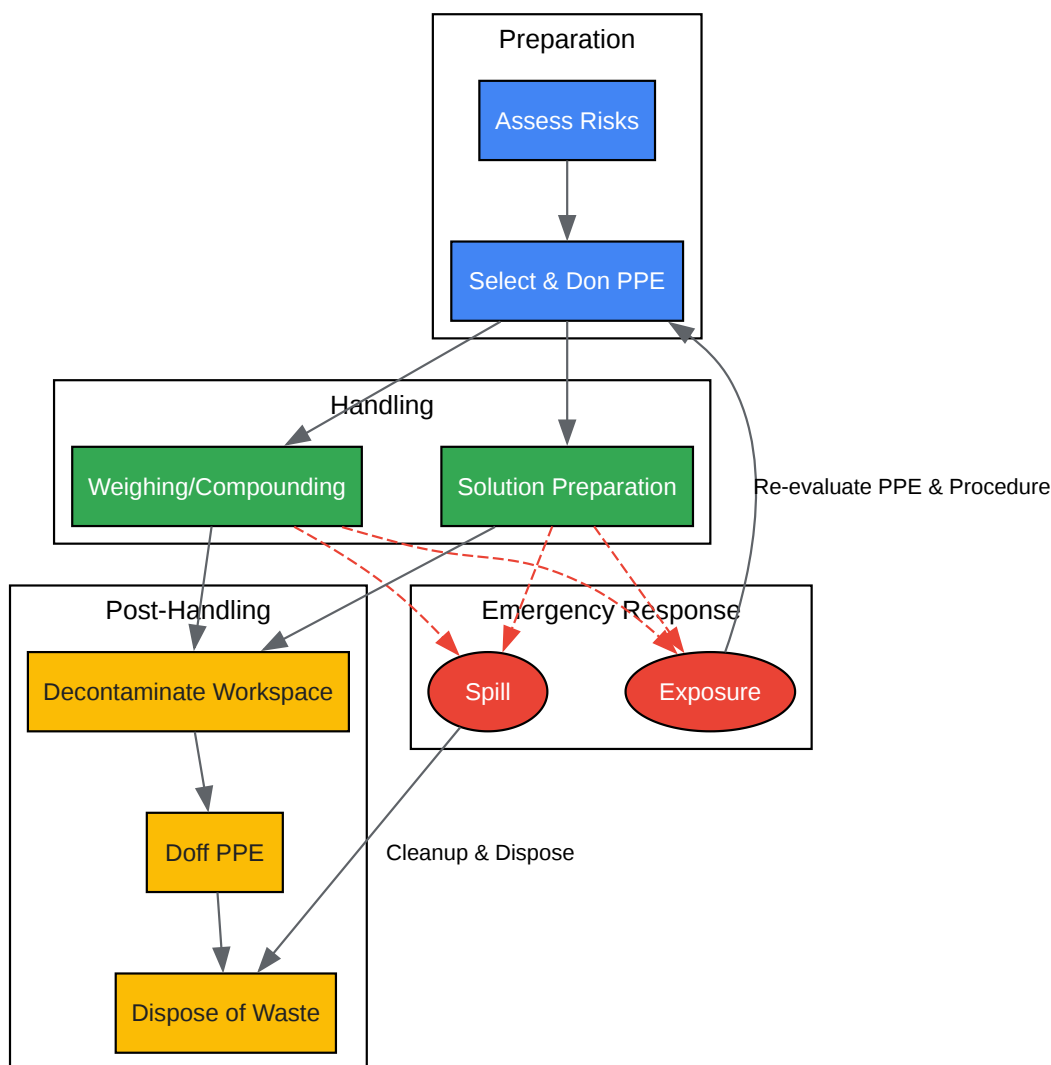 Preparation
Assess Risks
Select & Don PPE
Handling
Weighing/Compounding
Solution Preparation
Re-evaluate PPE & Procedure
Post-Handling
Emergency Response
Decontaminate Workspace
Spill
Exposure
Doff PPE
Cleanup & Dispose
Dispose of Waste